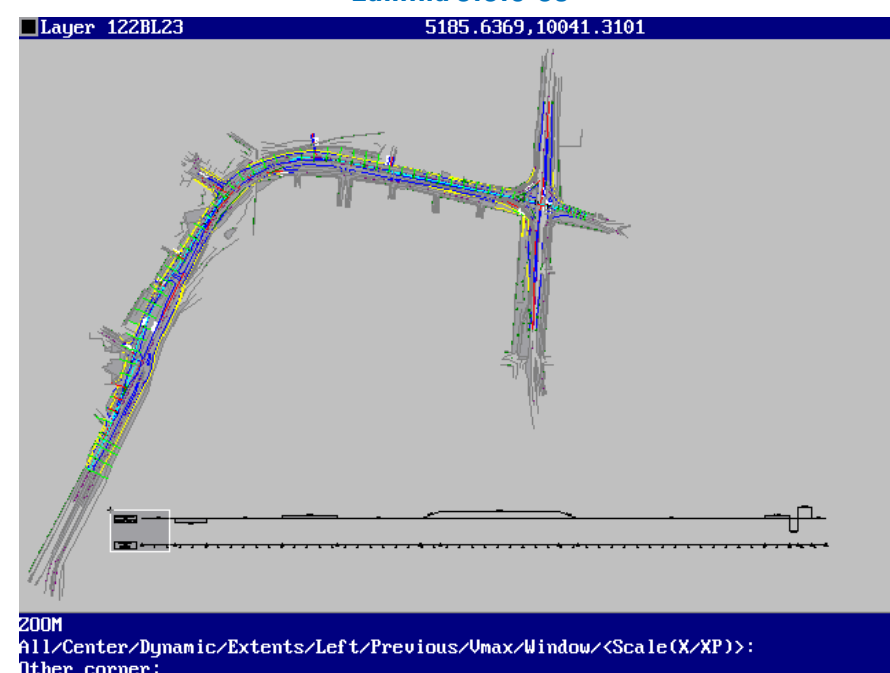 Layer 122BL23 5185.6369,10041.3101
ZOOM
All/Center/Dynamic/Extents/Left/Previous/Vmax/Window/<Scale(X/XP)>:
Other corner: